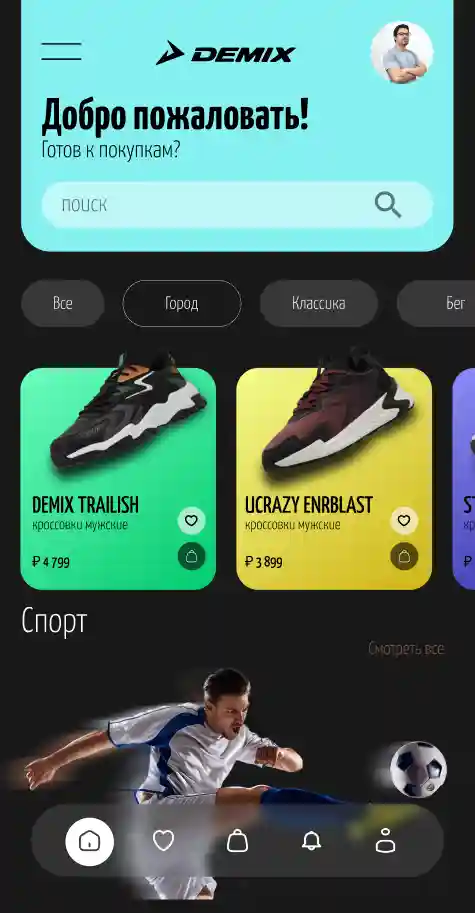 DEMIX
Добро пожаловать!
Готов к покупкам?
поиск
Все
Город
Классика
Бег
DEMIX TRAILISH
кроссовки мужские
₽ 4 799
UCRAZY ENRBLAST
кроссовки мужские
₽ 3 899
ST
кр
₽
Спорт
Смотреть все